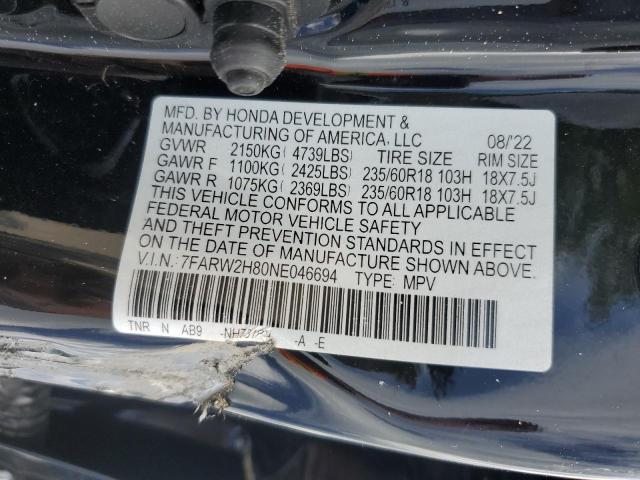 MFD. BY HONDA DEVELOPMENT &
MANUFACTURING OF AMERICA, LLC 08/'22
GVWR 2150KG( 4739LBS) TIRE SIZE RIM SIZE
GAWR F 1100KG( 2425LBS) 235/60R18 103H 18X7.5J
GAWR R 1075KG( 2369LBS) 235/60R18 103H 18X7.5J
THIS VEHICLE CONFORMS TO ALL APPLICABLE
FEDERAL MOTOR VEHICLE SAFETY
AND THEFT PREVENTION STANDARDS IN EFFECT
ON THE DATE OF MANUFACTURE SHOWN ABOVE.
V.I.N.: 7FARW2H80NE046694 TYPE: MPV
TNR N AB9 -A -E